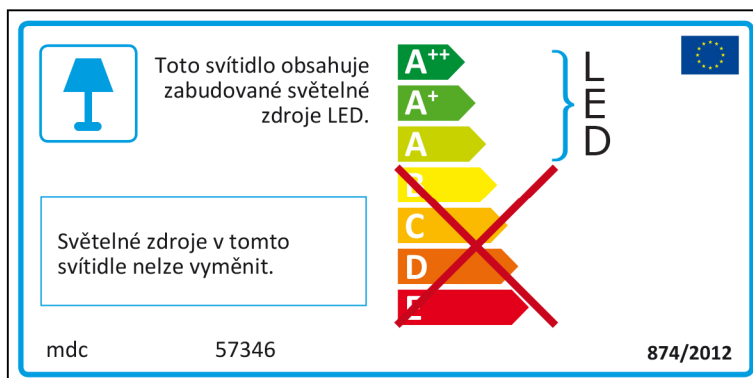 Toto svítidlo obsahuje
zabudované světelné
zdroje LED.
A++
A+
A
B
C
D
E
L
E
D
Světelné zdroje v tomto
svítidle nelze vyměnit.
mdc 57346
874/2012